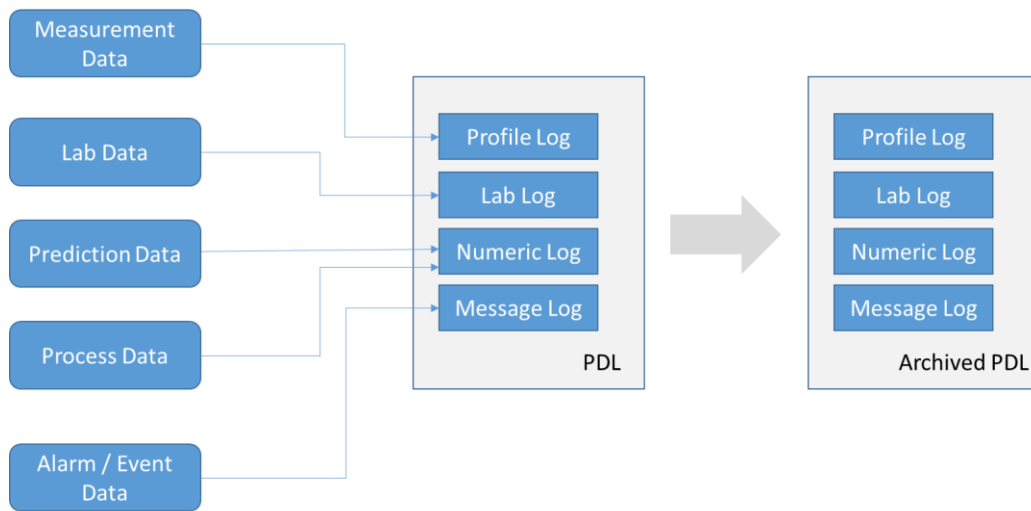 Measurement
Data
Lab Data
Prediction Data
Process Data
Alarm / Event
Data
Profile Log
Lab Log
Numeric Log
Message Log
PDL
Profile Log
Lab Log
Numeric Log
Message Log
Archived PDL